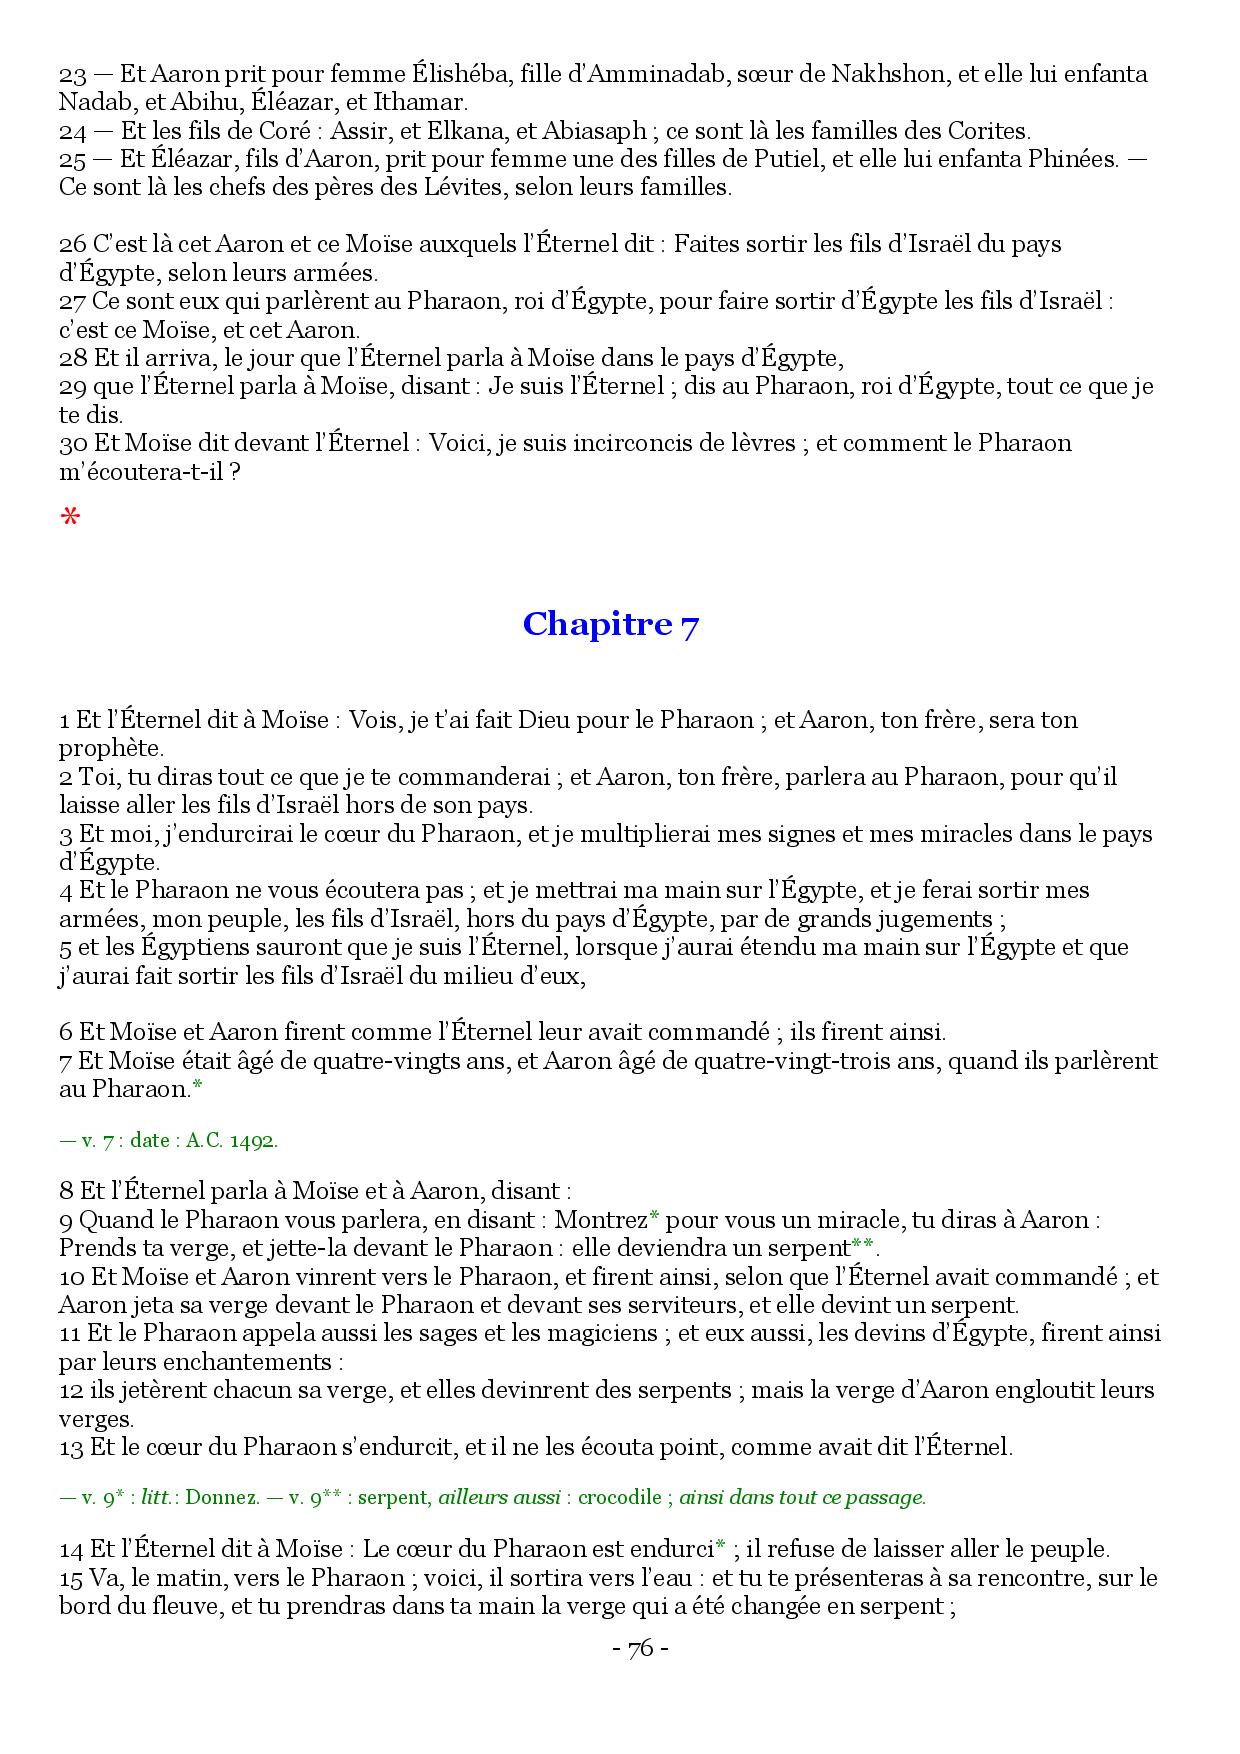 23 — Et Aaron prit pour femme Élishéba, fille d’Amminadab, sœur de Nakhshon, et elle lui enfanta
Nadab, et Abihu, Éléazar, et Ithamar.
24 — Et les fils de Coré : Assir, et Elkana, et Abiasaph ; ce sont là les familles des Corites.
25 — Et Éléazar, fils d’Aaron, prit pour femme une des filles de Putiel, et elle lui enfanta Phinées. —
Ce sont là les chefs des pères des Lévites, selon leurs familles.
26 C’est là cet Aaron et ce Moïse auxquels l’Éternel dit : Faites sortir les fils d’Israël du pays
d’Égypte, selon leurs armées.
27 Ce sont eux qui parlèrent au Pharaon, roi d’Égypte, pour faire sortir d’Égypte les fils d’Israël :
c’est ce Moïse, et cet Aaron.
28 Et il arriva, le jour que l’Éternel parla à Moïse dans le pays d’Égypte,
29 que l’Éternel parla à Moïse, disant : Je suis l’Éternel ; dis au Pharaon, roi d’Égypte, tout ce que je
te dis.
30 Et Moïse dit devant l’Éternel : Voici, je suis incirconcis de lèvres ; et comment le Pharaon
m’écoutera-t-il ?
*
Chapitre 7
1 Et l’Éternel dit à Moïse : Vois, je t’ai fait Dieu pour le Pharaon ; et Aaron, ton frère, sera ton
prophète.
2 Toi, tu diras tout ce que je te commanderai ; et Aaron, ton frère, parlera au Pharaon, pour qu’il
laisse aller les fils d’Israël hors de son pays.
3 Et moi, j’endurcirai le cœur du Pharaon, et je multiplierai mes signes et mes miracles dans le pays
d’Égypte.
4 Et le Pharaon ne vous écoutera pas ; et je mettrai ma main sur l’Égypte, et je ferai sortir mes
armées, mon peuple, les fils d’Israël, hors du pays d’Égypte, par de grands jugements ;
5 et les Égyptiens sauront que je suis l’Éternel, lorsque j’aurai étendu ma main sur l’Égypte et que
j’aurai fait sortir les fils d’Israël du milieu d’eux,
6 Et Moïse et Aaron firent comme l’Éternel leur avait commandé ; ils firent ainsi.
7 Et Moïse était âgé de quatre-vingts ans, et Aaron âgé de quatre-vingt-trois ans, quand ils parlèrent
au Pharaon.*
— v. 7 : date : A.C. 1492.
8 Et l’Éternel parla à Moïse et à Aaron, disant :
9 Quand le Pharaon vous parlera, en disant : Montrez* pour vous un miracle, tu diras à Aaron :
Prends ta verge, et jette-la devant le Pharaon : elle deviendra un serpent**.
10 Et Moïse et Aaron vinrent vers le Pharaon, et firent ainsi, selon que l’Éternel avait commandé ; et
Aaron jeta sa verge devant le Pharaon et devant ses serviteurs, et elle devint un serpent.
11 Et le Pharaon appela aussi les sages et les magiciens ; et eux aussi, les devins d’Égypte, firent ainsi
par leurs enchantements :
12 ils jetèrent chacun sa verge, et elles devinrent des serpents ; mais la verge d’Aaron engloutit leurs
verges.
13 Et le cœur du Pharaon s’endurcit, et il ne les écouta point, comme avait dit l’Éternel.
— v. 9* : litt.: Donnez. — v. 9** : serpent, ailleurs aussi : crocodile ; ainsi dans tout ce passage.
14 Et l’Éternel dit à Moïse : Le cœur du Pharaon est endurci* ; il refuse de laisser aller le peuple.
15 Va, le matin, vers le Pharaon ; voici, il sortira vers l’eau : et tu te présenteras à sa rencontre, sur le
bord du fleuve, et tu prendras dans ta main la verge qui a été changée en serpent ;
- 76 -